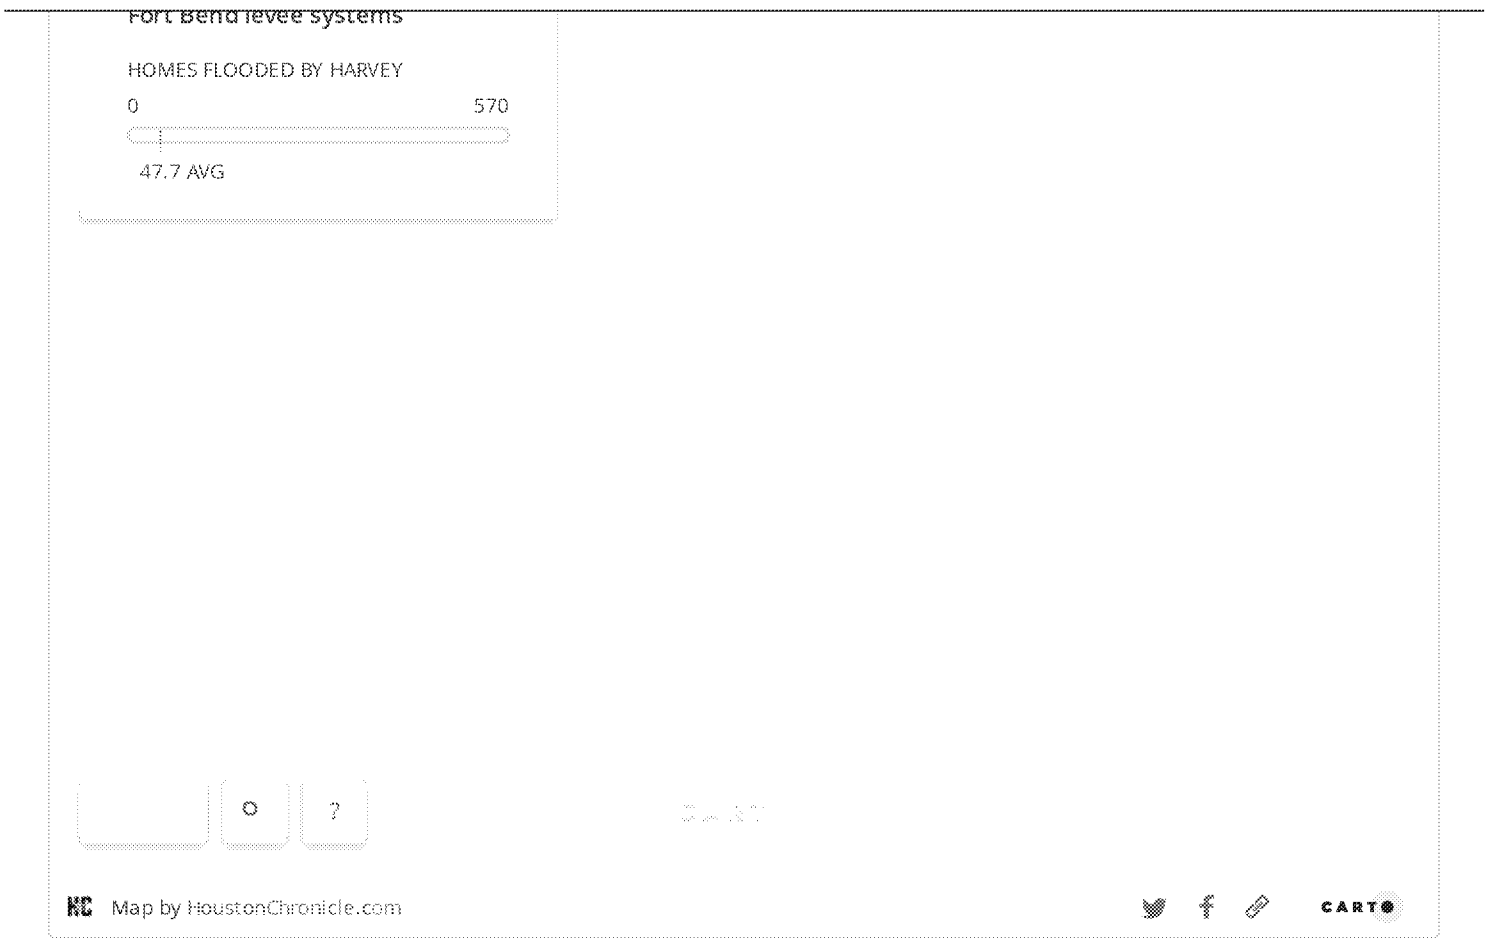 Fort Bend levee systems
HOMES FLOODED BY HARVEY
0 570
47.7 AVG
?
HC Map by HoustonChronicle.com CARTO